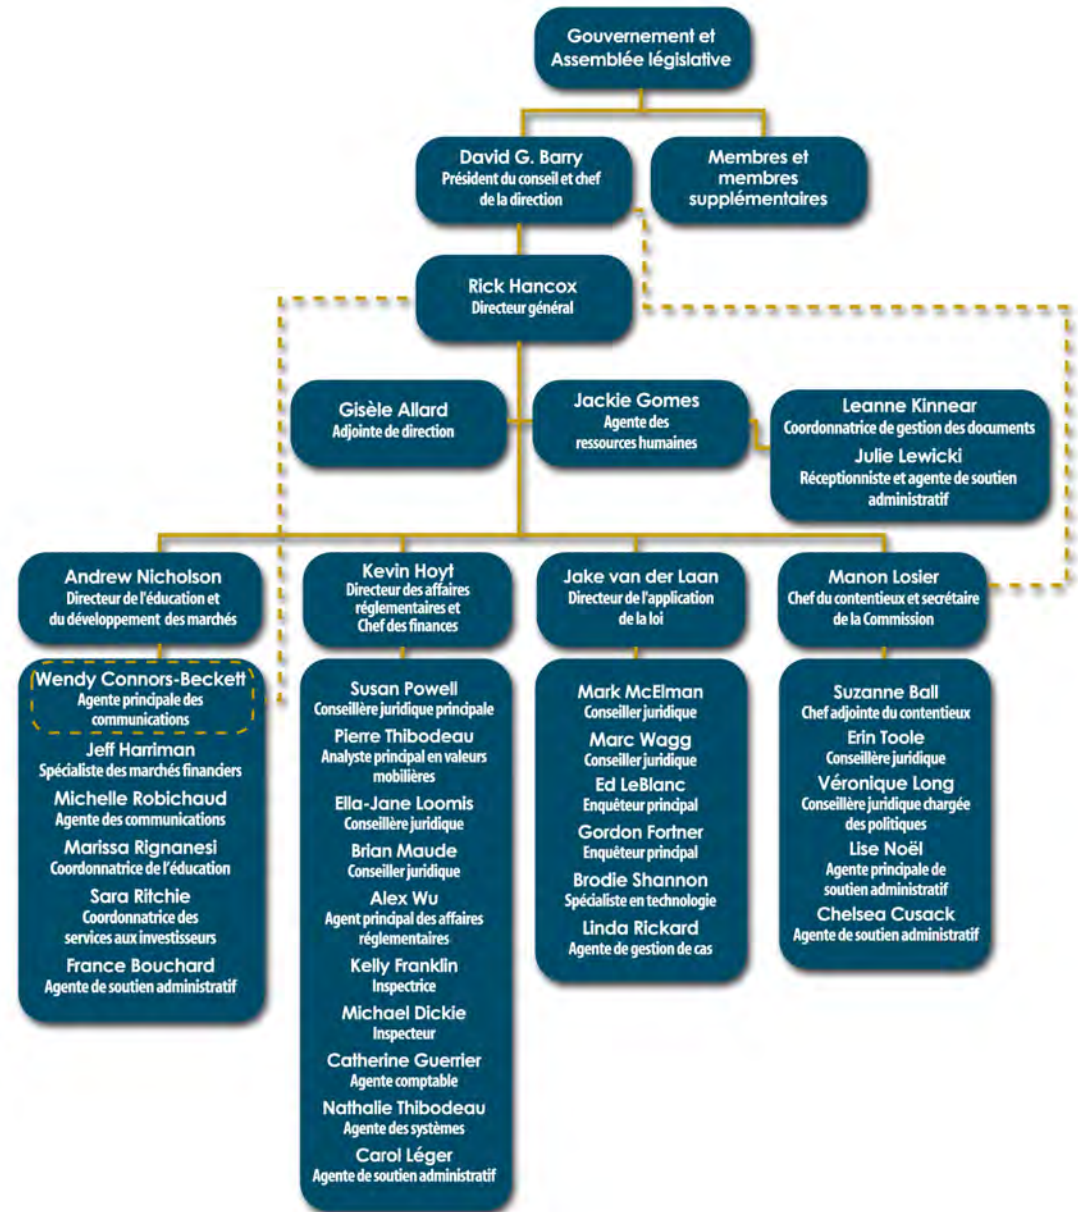 Gouvernement et
Assemblée législative
David G. Barry
Président du conseil et chef
de la direction
Membres et
membres
supplémentaires
Rick Hancox
Directeur général
Gisèle Allard
Adjointe de direction
Jackie Gomes
Agente des
ressources humaines
Leanne Kinnear
Coordonnatrice de gestion des documents
Julie Lewicki
Réceptionniste et agente de soutien
administratif
Andrew Nicholson
Directeur de l'éducation et
du développement des marchés
Kevin Hoyt
Directeur des affaires
réglementaires et
Chef des finances
Jake van der Laan
Directeur de l'application
de la loi
Manon Losier
Chef du contentieux et secrétaire
de la Commission
Wendy Connors-Beckett
Agente principale des
communications
Jeff Harriman
Spécialiste des marchés financiers
Michelle Robichaud
Agente des communications
Marissa Rignanesi
Coordonnatrice de l'éducation
Sara Ritchie
Coordonnatrice des
services aux investisseurs
France Bouchard
Agente de soutien administratif
Susan Powell
Conseillère juridique principale
Pierre Thibodeau
Analyste principal en valeurs
mobilières
Ella-Jane Loomis
Conseillère juridique
Brian Maude
Conseiller juridique
Alex Wu
Agent principal des affaires
réglementaires
Kelly Franklin
Inspectrice
Michael Dickie
Inspecteur
Catherine Guerrier
Agente comptable
Nathalie Thibodeau
Agente des systèmes
Carol Léger
Agente de soutien administratif
Mark McElman
Conseiller juridique
Marc Wagg
Conseiller juridique
Ed LeBlanc
Enquêteur principal
Gordon Fortner
Enquêteur principal
Brodie Shannon
Spécialiste en technologie
Linda Rickard
Agente de gestion de cas
Suzanne Ball
Chef adjointe du contentieux
Erin Toole
Conseillère juridique
Véronique Long
Conseillère juridique chargée
des politiques
Lise Noël
Agente principale de
soutien administratif
Chelsea Cusack
Agente de soutien administratif